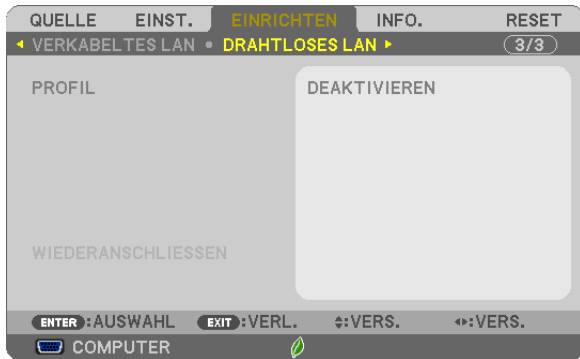 QUELLE EINST. EINRICHTEN INFO. RESET
VERKABELTES LAN • DRAHTLOSES LAN 3/3
PROFIL DEAKTIVIEREN
WIEDERANSCHLIESSEN
ENTER :AUSWAHL EXIT :VERL. :VERS. :VERS.
COMPUTER